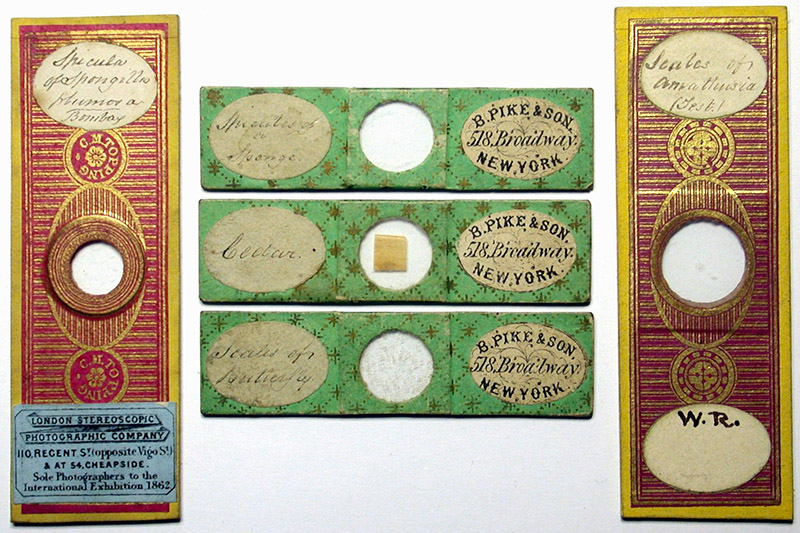 Spicula
of Spongilla
plumosa
Bombay
C.M.TOPPING
C.M.TOPPING
LONDON STEREOSCOPIC
PHOTOGRAPHIC COMPANY
110, REGENT ST (opposite Vigo St)
& AT 54, CHEAPSIDE.
Sole Photographers to the
International Exhibition, 1862
Spicules of
a
Sponge
B. PIKE & SON.
518. Broadway.
NEW, YORK.
Cedar.
B. PIKE & SON.
518. Broadway.
NEW, YORK.
Scales of
Butterfly
B. PIKE & SON.
518. Broadway.
NEW, YORK.
Scales of
Amathusia
(Test.)
W.R.